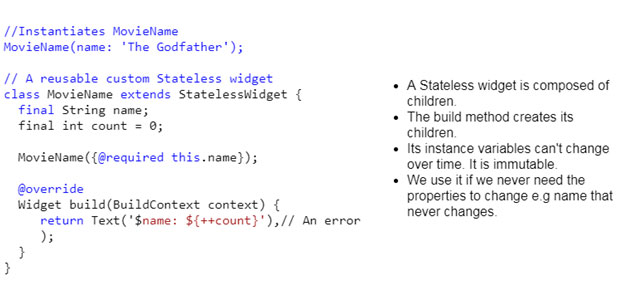 //Instantiates MovieName
MovieName(name: 'The Godfather');
// A reusable custom Stateless widget
class MovieName extends StatelessWidget {
final String name;
final int count = 0;
MovieName({@required this.name});
@override
Widget build(BuildContext context) {
return Text('$name: ${++count}'),// An error
);
}
}
• A Stateless widget is composed of
children.
• The build method creates its
children.
• Its instance variables can't change
over time. It is immutable.
• We use it if we never need the
properties to change e.g name that
never changes.